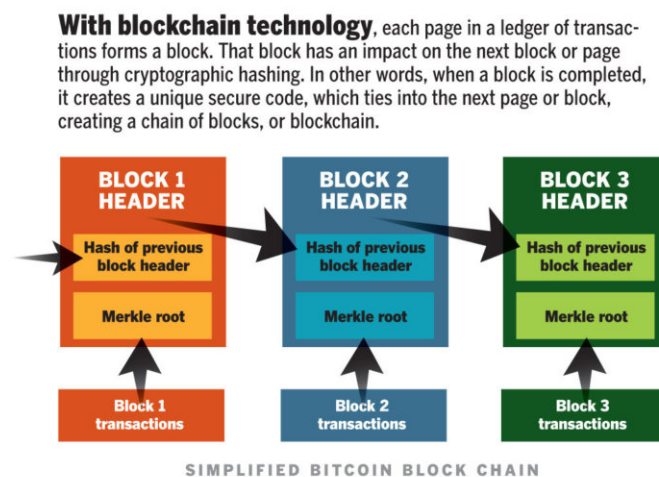 With blockchain technology, each page in a ledger of transac-
tions forms a block. That block has an impact on the next block or page
through cryptographic hashing. In other words, when a block is completed,
it creates a unique secure code, which ties into the next page or block,
creating a chain of blocks, or blockchain.
BLOCK 1
HEADER
Hash of previous
block header
Merkle root
Block 1
transactions
BLOCK 2
HEADER
Hash of previous
block header
Merkle root
Block 2
transactions
BLOCK 3
HEADER
Hash of previous
block header
Merkle root
Block 3
transactions
SIMPLIFIED BITCOIN BLOCK CHAIN